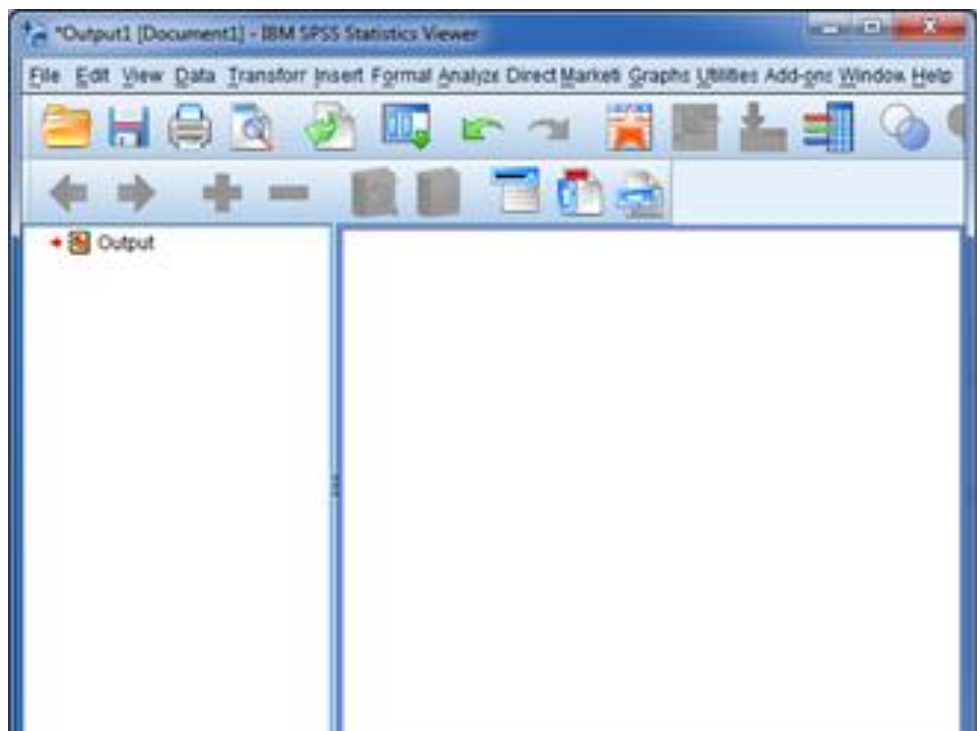 *Output1 [Document1] - IBM SPSS Statistics Viewer
File Edit View Data Transforr Insert Formal Analyze Direct Marketi Graphs Utilities Add-ons Window Help
Output